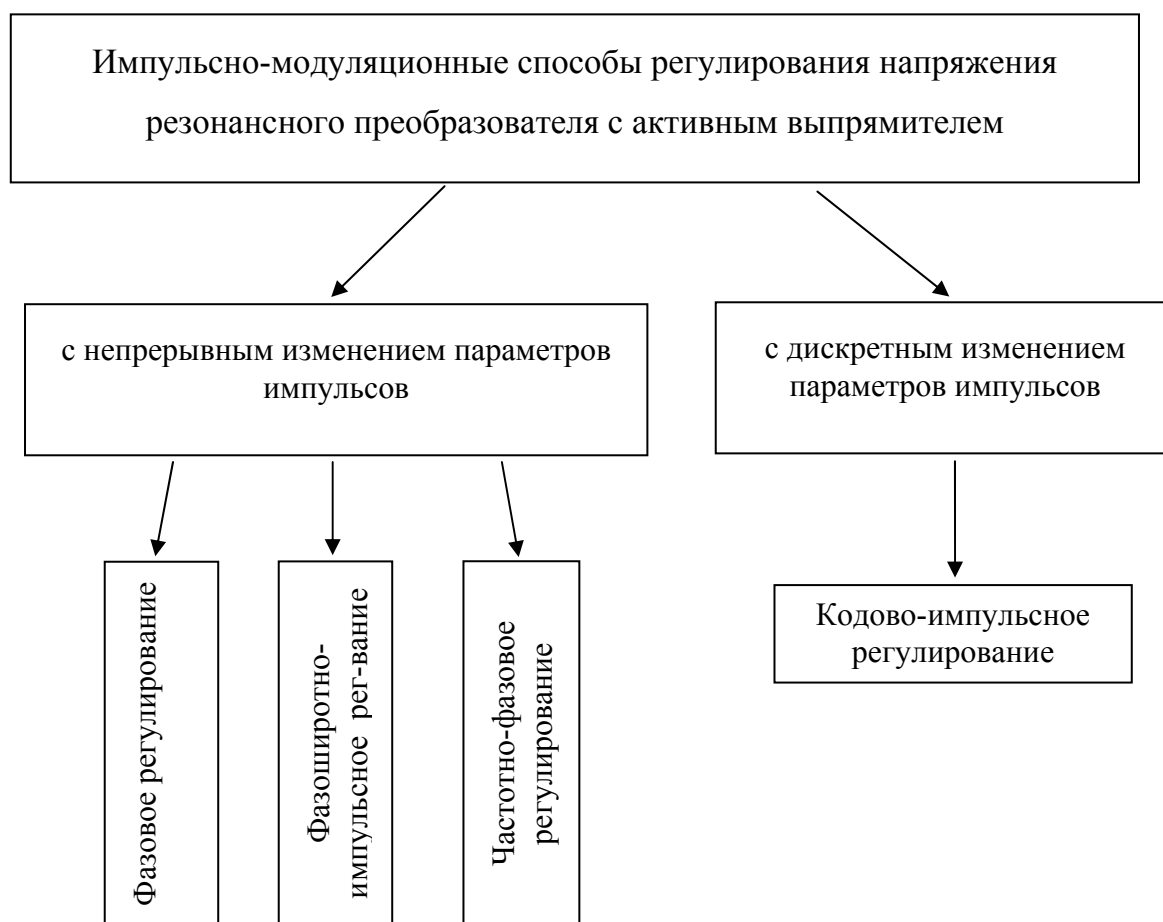 Импульсно-модуляционные способы регулирования напряжения
резонансного преобразователя с активным выпрямителем
с непрерывным изменением параметров
импульсов
с дискретным изменением
параметров импульсов
Фазовое регулирование
Фазоширотно-
импульсное рег-вание
Частотно-фазовое
регулирование
Кодово-импульсное
регулирование